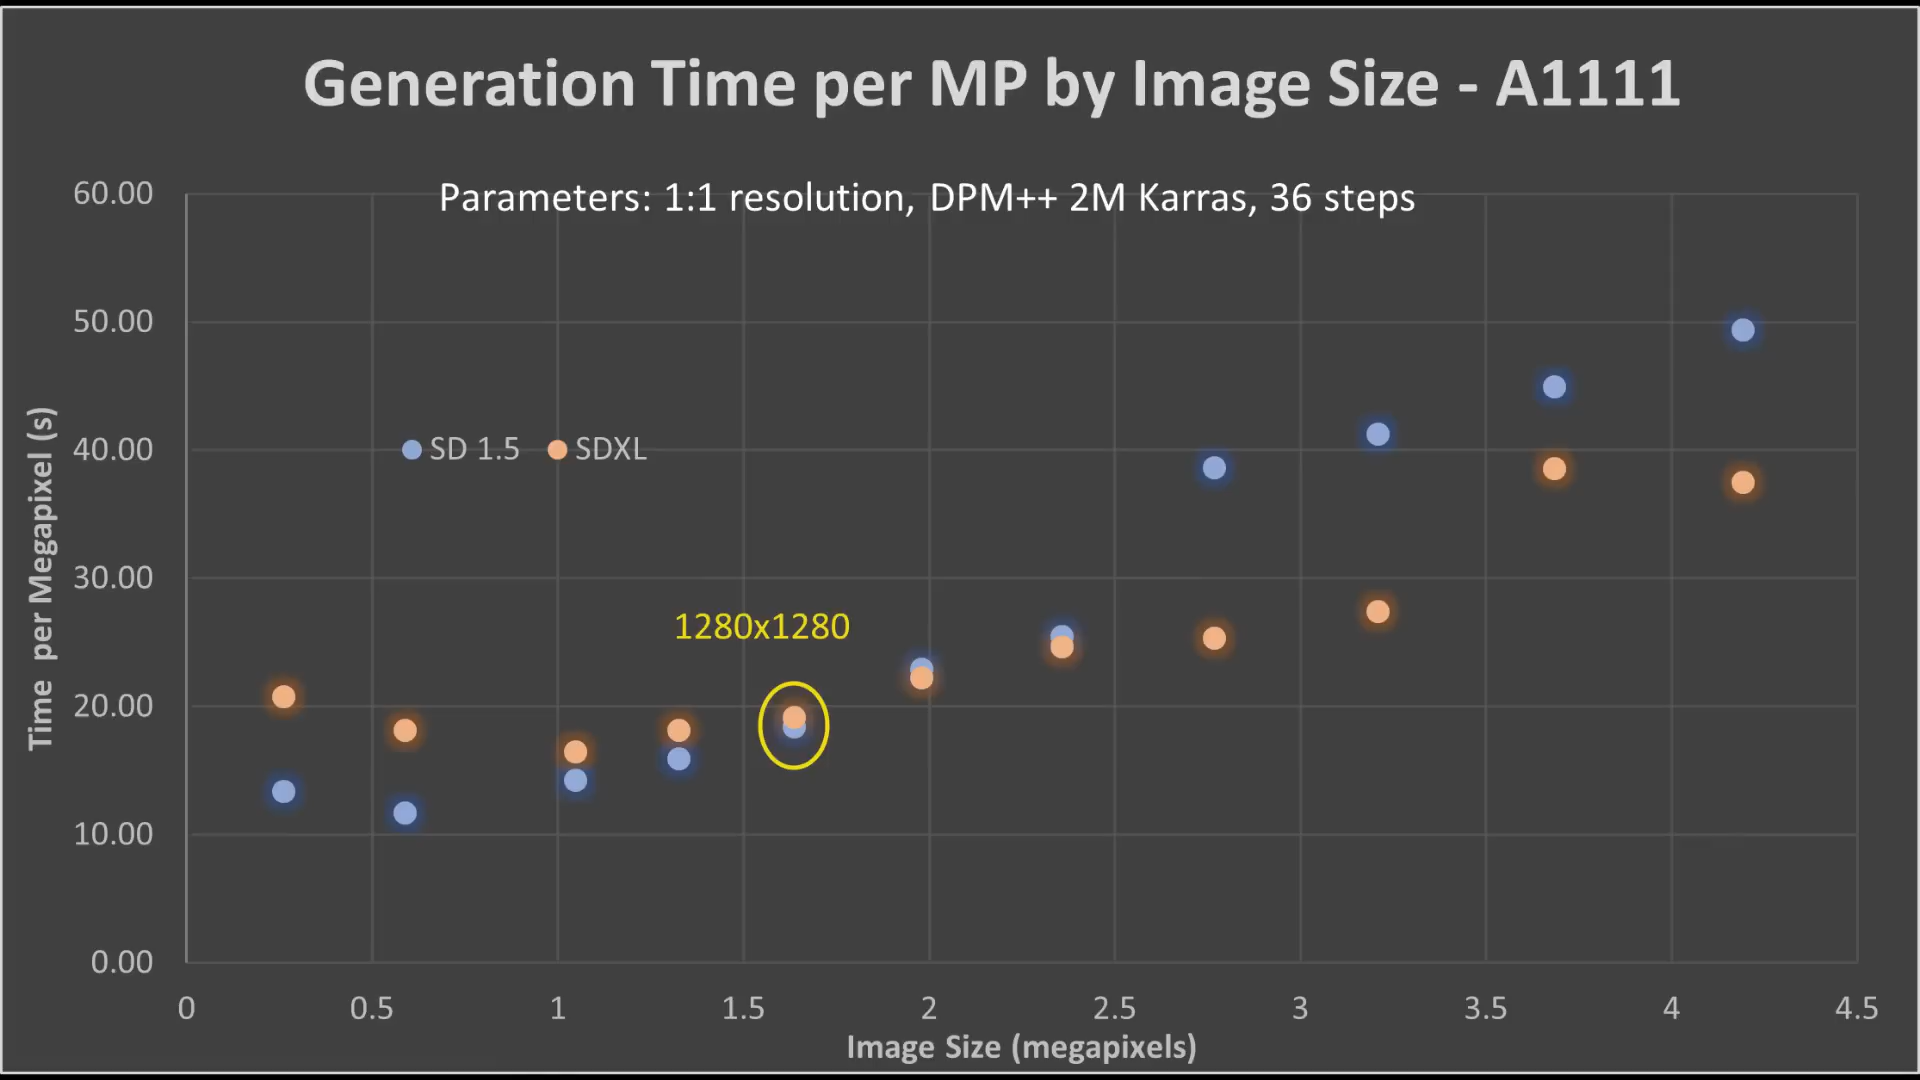 Generation Time per MP by Image Size - A1111
Parameters: 1:1 resolution, DPM++ 2M Karras, 36 steps
60.00
50.00
40.00
30.00
20.00
10.00
0.00
Time per Megapixel (s)
SD 1.5 SDXL
1280x1280
0 0.5 1 1.5 2 2.5 3 3.5 4 4.5
Image Size (megapixels)